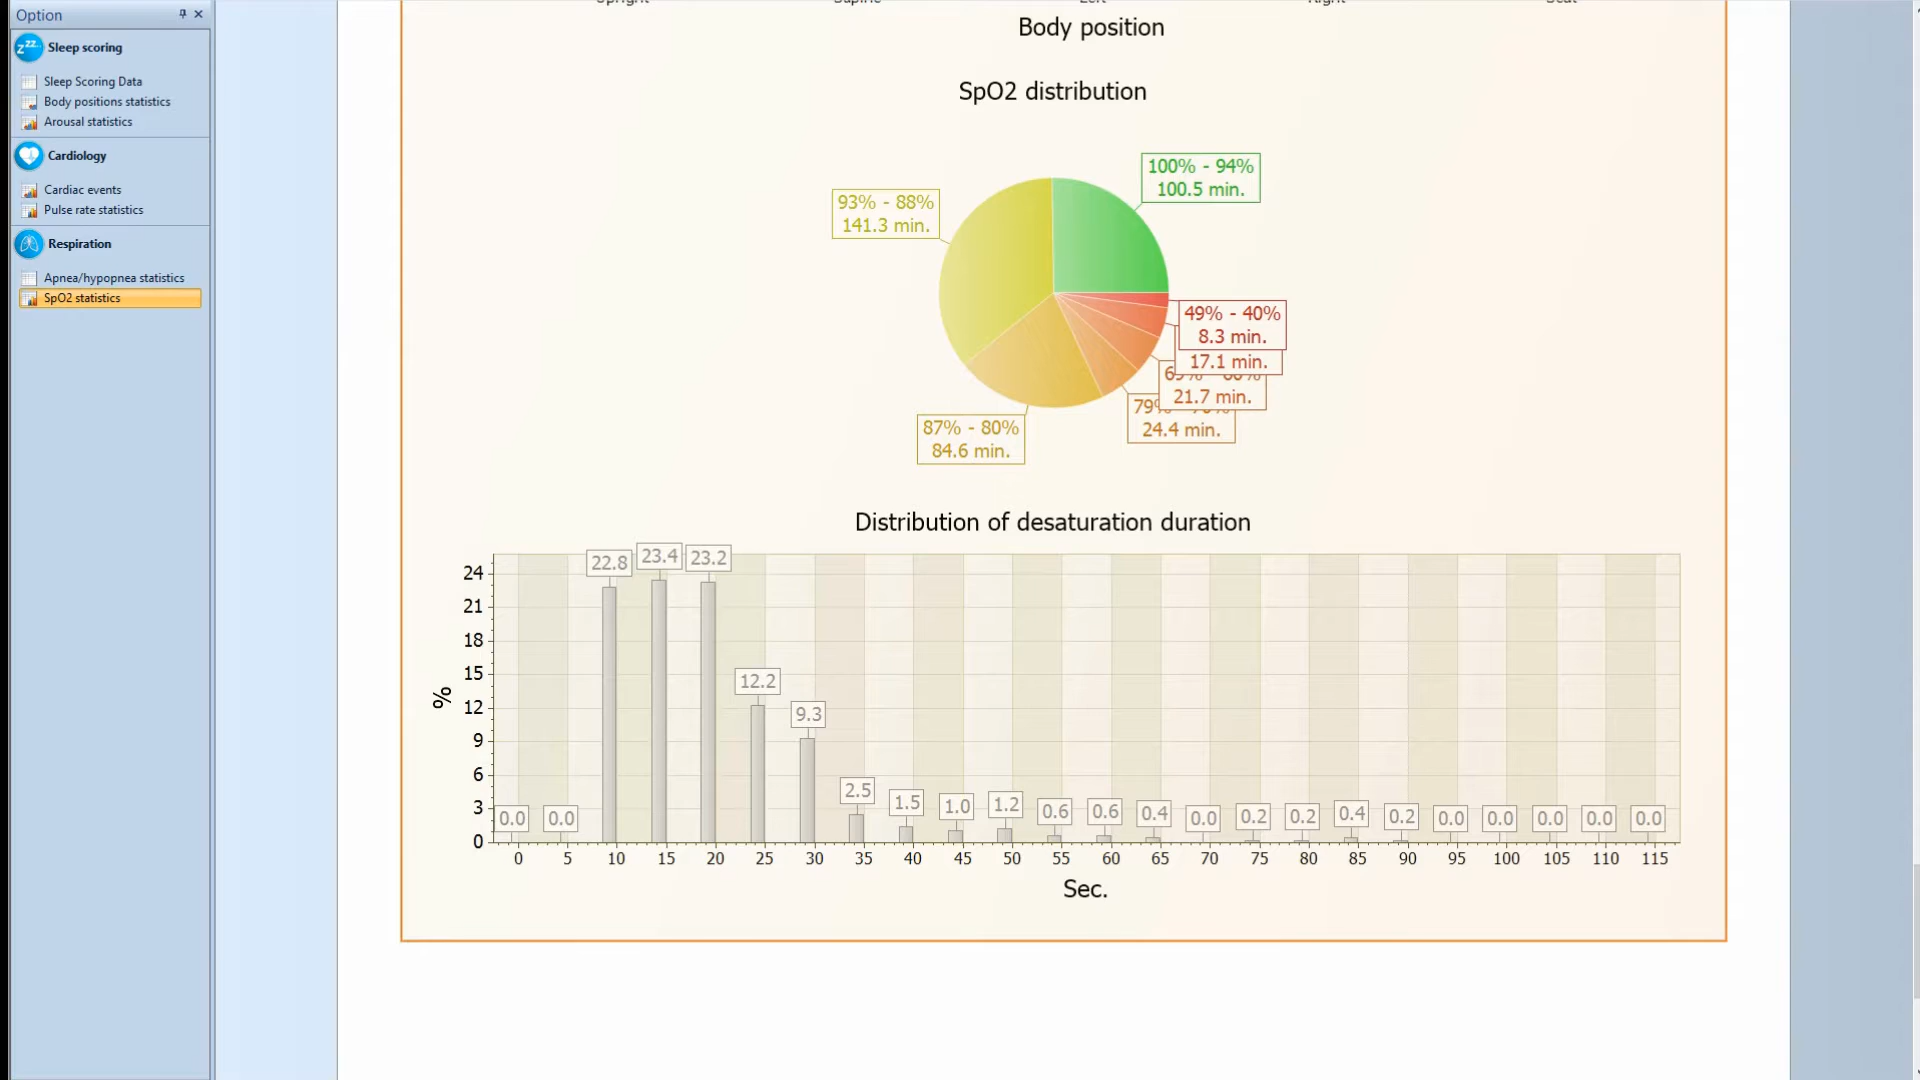 Option
Sleep scoring
Sleep Scoring Data
Body positions statistics
Arousal statistics
Cardiology
Cardiac events
Pulse rate statistics
Respiration
Apnea/hypopnea statistics
SpO2 statistics
Upright Supine Left Right Seat
Body position
SpO2 distribution
100% - 94%
100.5 min.
93% - 88%
141.3 min.
49% - 40%
8.3 min.
17.1 min.
21.7 min.
79%
24.4 min.
87% - 80%
84.6 min.
Distribution of desaturation duration
24
21
18
15
12
9
6
3
0
%
0.0 0.0 22.8 23.4 23.2 12.2 9.3 2.5 1.5 1.0 1.2 0.6 0.6 0.4 0.0 0.2 0.2 0.4 0.2 0.0 0.0 0.0 0.0 0.0
0 5 10 15 20 25 30 35 40 45 50 55 60 65 70 75 80 85 90 95 100 105 110 115
Sec.